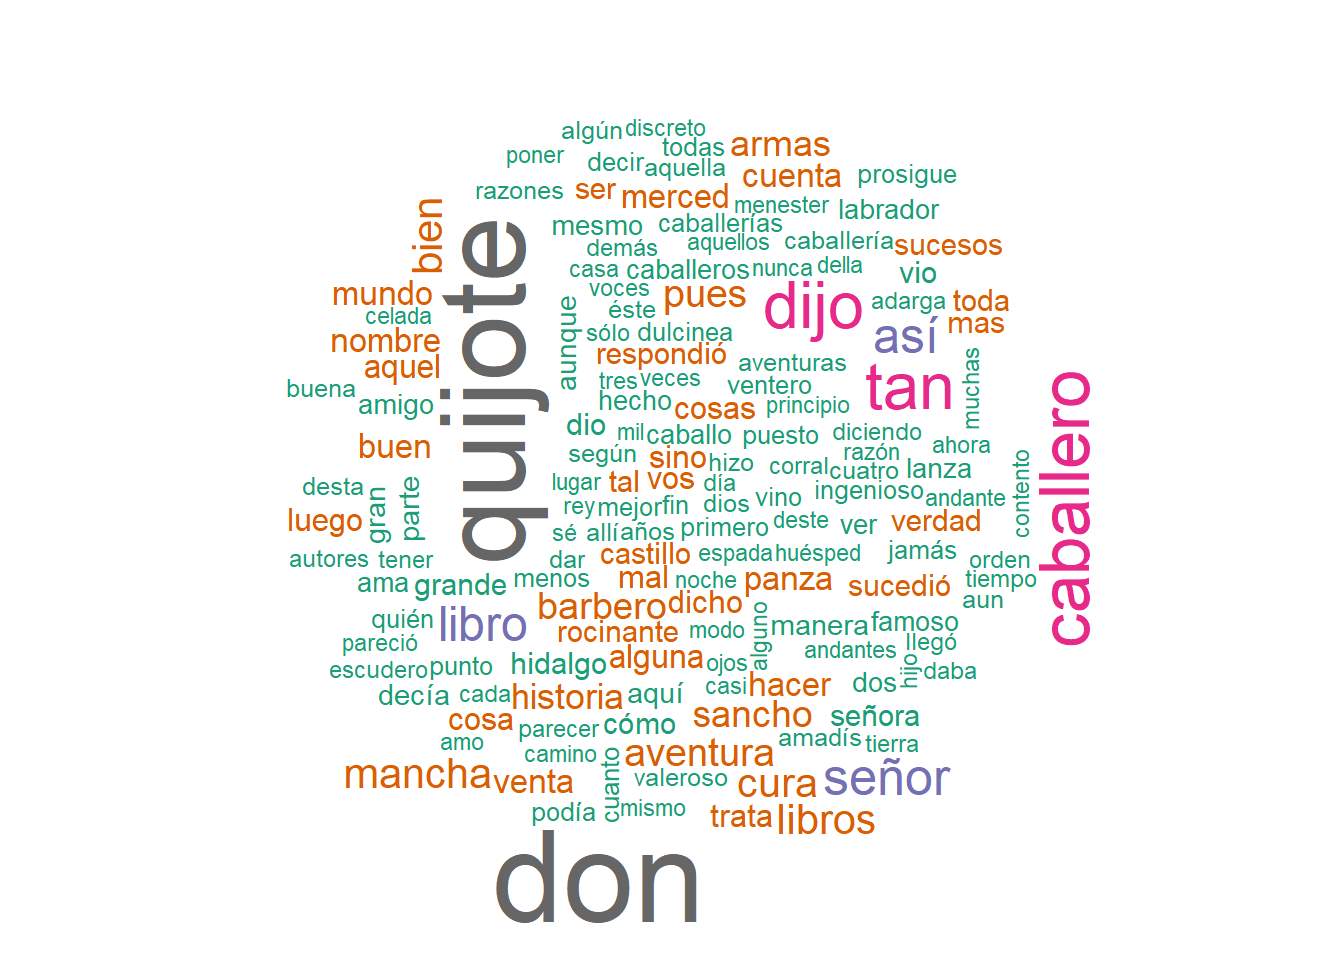 algún discreto
todas armas
poner decir aquella cuenta prosigue
razones ser merced menester labrador
bien
mesmo caballerías
demás aquellos caballería sucesos
casa caballeros nunca della vio
mundo voces pues dijo adarga toda
celada éste mas
nombre aunque sólo dulcinea así
quijote
aquel respondió aventuras
buena tres veces ventero tan muchas
amigo hecho cosas principio
dio mil caballo puesto diciendo ahora
buen según sino hizo razón
corral cuatro lanza
desta lugar tal vos día contento
gran parte rey mejor fin dios vino ingenioso andante
luego sé allí años primero deste ver verdad
caballero
autores tener dar castillo espada huésped jamás orden
ama grande menos mal noche panza sucedió tiempo
barbero dicho aun
quién libro rocinante modo alguno manera famoso
pareció andantes llegó
escudero punto hidalgo alguna ojos hijo daba
decía cada historia aquí casi hacer dos
cosa parecer cómo sancho señora
amo camino aventura amadís tierra
mancha venta cuanto valeroso cura señor
podía mismo trata libros
don